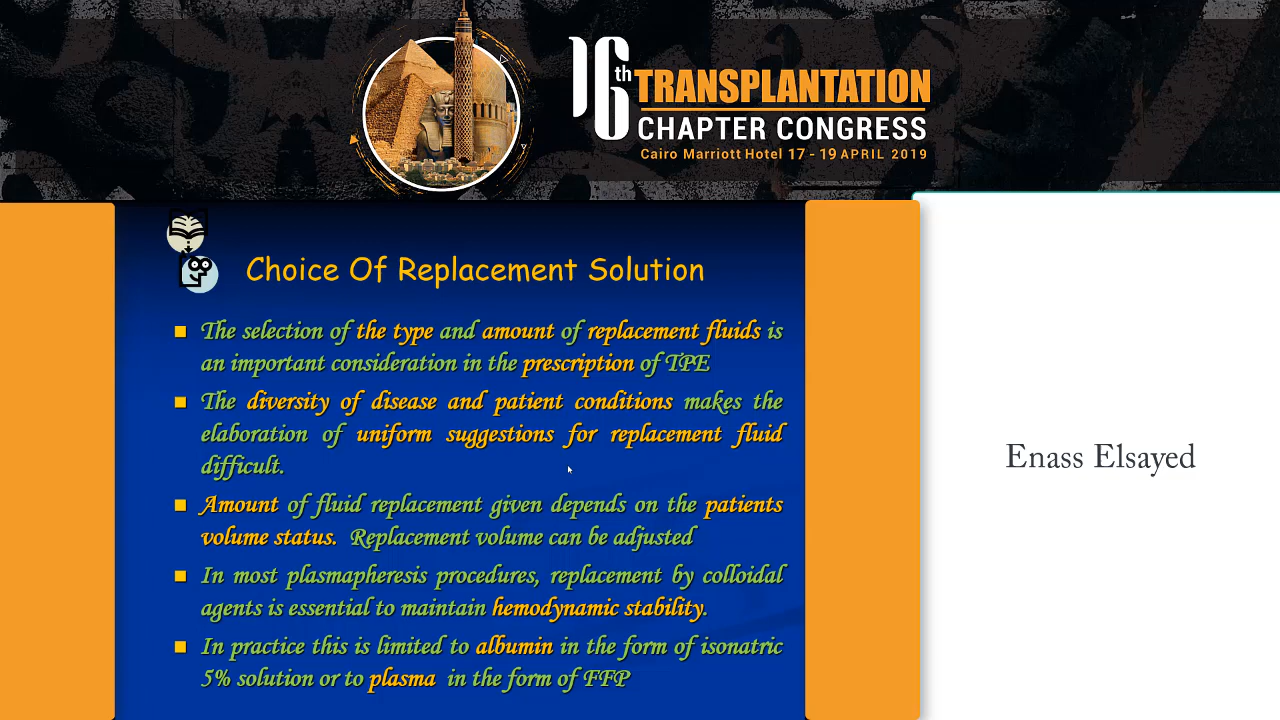 16th TRANSPLANTATION
CHAPTER CONGRESS
Cairo Marriott Hotel 17 - 19 APRIL 2019
Choice Of Replacement Solution
The selection of the type and amount of replacement fluids is
an important consideration in the prescription of TPE
The diversity of disease and patient conditions makes the
elaboration of uniform suggestions for replacement fluid
difficult.
Amount of fluid replacement given depends on the patients
volume status. Replacement volume can be adjusted
In most plasmapheresis procedures, replacement by colloidal
agents is essential to maintain hemodynamic stability.
In practice this is limited to albumin in the form of isonatric
5% solution or to plasma in the form of FFP
Enass Elsayed